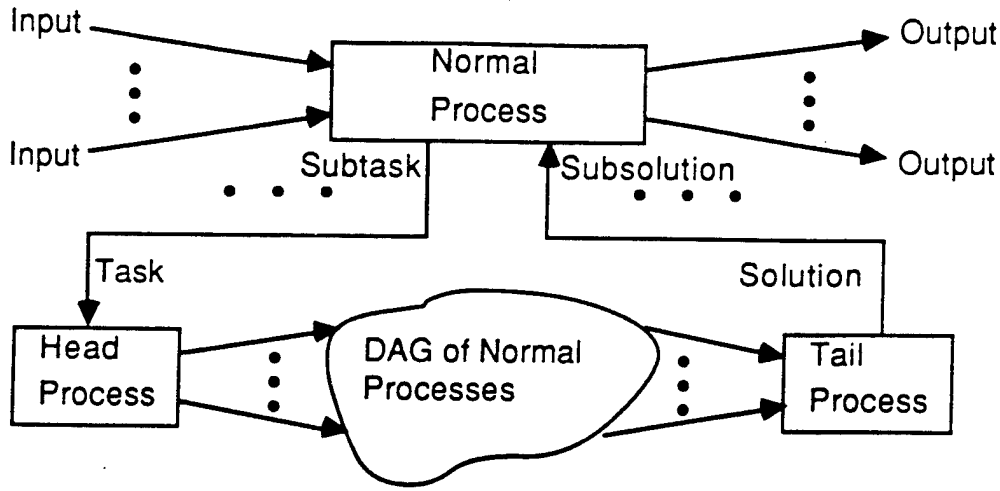 Input
Output
Normal
Process
Input
Output
Subtask
Subsolution
Task
Solution
Head
Process
DAG of Normal
Processes
Tail
Process